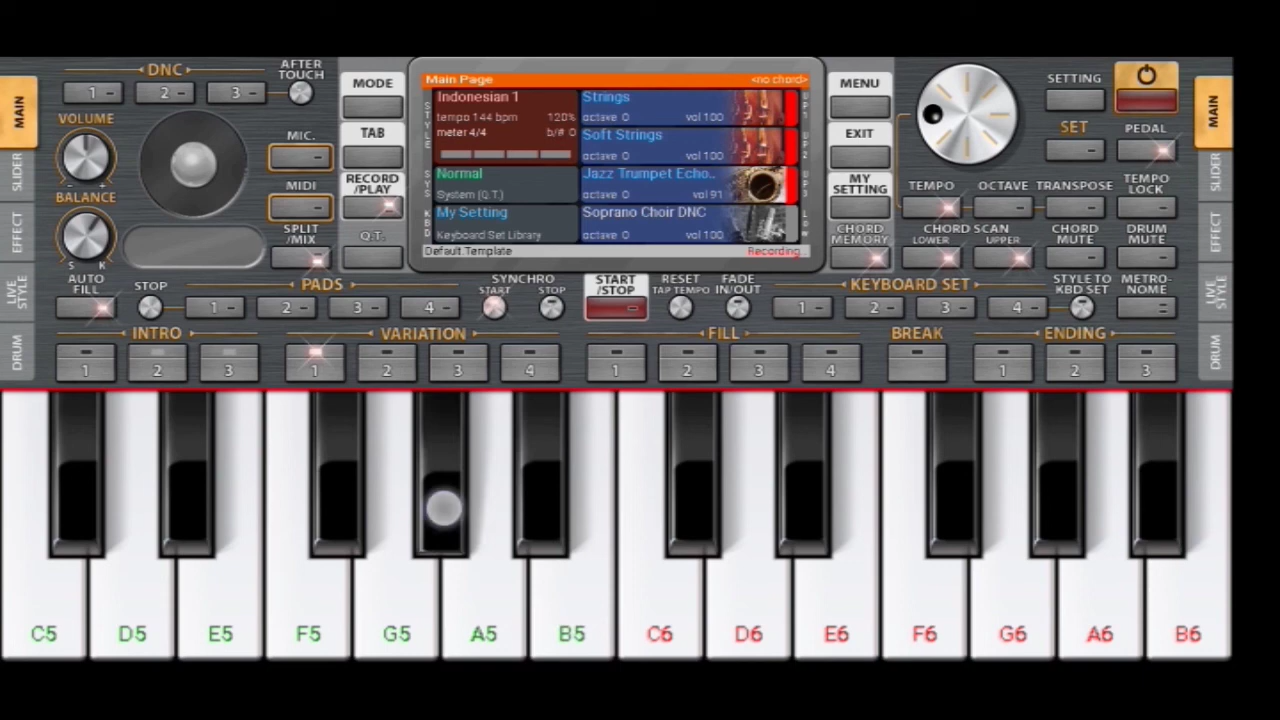 DNC
AFTER
TOUCH
1
2
3
VOLUME
BALANCE
S K
MIC.
MIDI
SPLIT
/MIX
MODE
TAB
RECORD
/PLAY
Q.T.
MAIN
SLIDER
EFFECT
LIVE
STYLE
DRUM
Main Page <no chord>
STYLE
Indonesian 1
tempo 144 bpm 120%
meter 4/4 b/# 0
Normal
System (Q.T.)
My Setting
Keyboard Set Library
Strings
octave 0 vol 100
Soft Strings
octave 0 vol 100
Jazz Trumpet Echo..
octave 0 vol 91
Soprano Choir DNC
octave 0 vol 100
Default.Template Recording..
MENU
EXIT
MY
SETTING
CHORD
MEMORY
SETTING
SET
PEDAL
TEMPO OCTAVE TRANSPOSE TEMPO
LOCK
CHORD SCAN
LOWER UPPER
CHORD
MUTE
DRUM
MUTE
MAIN
SLIDER
EFFECT
LIVE
STYLE
DRUM
AUTO
FILL
STOP
PADS
1 2 3 4
SYNCHRO
START STOP
START
/STOP
RESET
TAP TEMPO
FADE
IN/OUT
KEYBOARD SET
1 2 3 4
STYLE TO
KBD SET
METRO-
NOME
INTRO VARIATION FILL BREAK ENDING
1 2 3 1 2 3 4 1 2 3 4 1 2 3
C5 D5 E5 F5 G5 A5 B5 C6 D6 E6 F6 G6 A6 B6